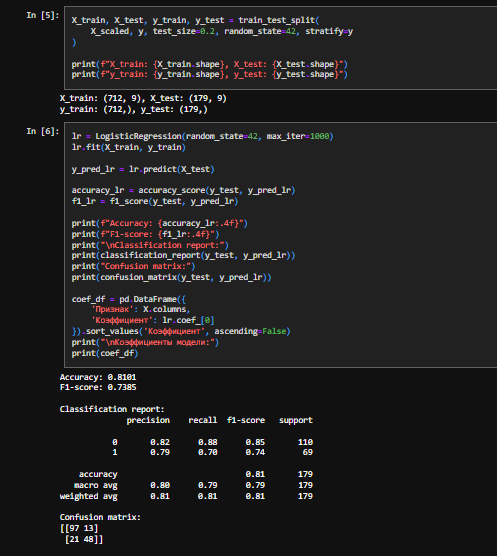 In [5]:
X_train, X_test, y_train, y_test = train_test_split(
    X_scaled, y, test_size=0.2, random_state=42, stratify=y
)

print(f"X_train: {X_train.shape}, X_test: {X_test.shape}")
print(f"y_train: {y_train.shape}, y_test: {y_test.shape}")
X_train: (712, 9), X_test: (179, 9)
y_train: (712,), y_test: (179,)
In [6]:
lr = LogisticRegression(random_state=42, max_iter=1000)
lr.fit(X_train, y_train)

y_pred_lr = lr.predict(X_test)

accuracy_lr = accuracy_score(y_test, y_pred_lr)
f1_lr = f1_score(y_test, y_pred_lr)

print(f"Accuracy: {accuracy_lr:.4f}")
print(f"F1-score: {f1_lr:.4f}")
print("\nClassification report:")
print(classification_report(y_test, y_pred_lr))
print("Confusion matrix:")
print(confusion_matrix(y_test, y_pred_lr))

coef_df = pd.DataFrame({
    'Признак': X.columns,
    'Коэффициент': lr.coef_[0]
}).sort_values('Коэффициент', ascending=False)
print("\nКоэффициенты модели:")
print(coef_df)
Accuracy: 0.8101
F1-score: 0.7385

Classification report:
              precision    recall  f1-score   support

           0       0.82      0.88      0.85       110
           1       0.79      0.70      0.74        69

    accuracy                           0.81       179
   macro avg       0.80      0.79      0.79       179
weighted avg       0.81      0.81      0.81       179

Confusion matrix:
[[97 13]
 [21 48]]